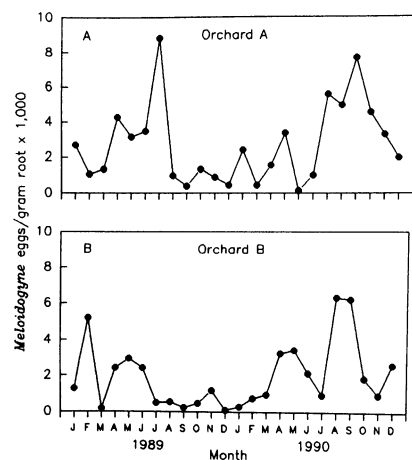 Meloidogyne eggs/gram root x 1,000
A
Orchard A
10
8
6
4
2
0
B
Orchard B
10
8
6
4
2
0
J F M A M J J A S O N D J F M A M J J A S O N D
1989 1990
Month